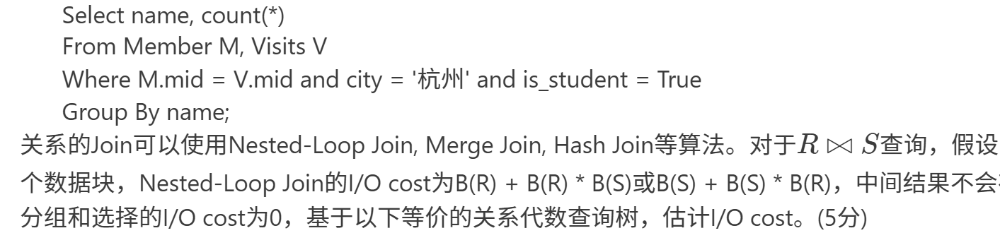 Select name, count(*)
From Member M, Visits V
Where M.mid = V.mid and city = '杭州' and is_student = True
Group By name;
关系的Join可以使用Nested-Loop Join, Merge Join, Hash Join等算法。对于R ⋈ S查询，假设
个数据块，Nested-Loop Join的I/O cost为B(R) + B(R) * B(S)或B(S) + B(S) * B(R)，中间结果不会
分组和选择的I/O cost为0，基于以下等价的关系代数查询树，估计I/O cost。(5分)